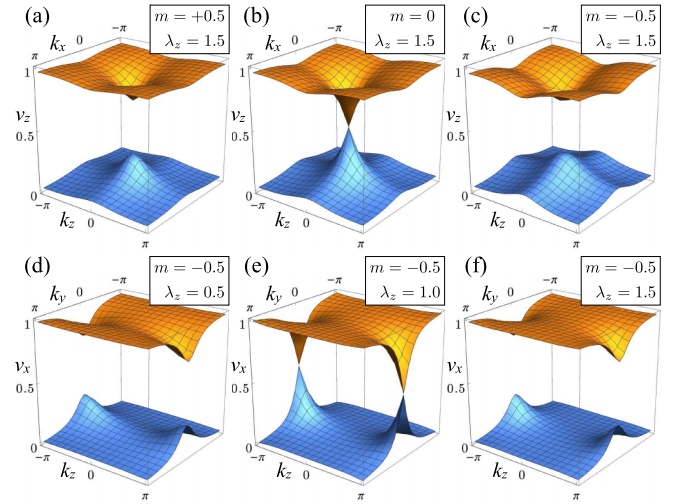 (a) m = +0.5
λz = 1.5
π kx 0 −π
1
vz
0.5
0
−π
kz 0
π
(b) m = 0
λz = 1.5
π kx 0 −π
1
0.5
0
−π
kz 0
π
(c) m = −0.5
λz = 1.5
π kx 0 −π
1
0.5
0
−π
kz 0
π
(d) m = −0.5
λz = 0.5
π ky 0 −π
1
vx
0.5
0
−π
kz 0
π
(e) m = −0.5
λz = 1.0
π ky 0 −π
1
0.5
0
−π
kz 0
π
(f) m = −0.5
λz = 1.5
π ky 0 −π
1
0.5
0
−π
kz 0
π